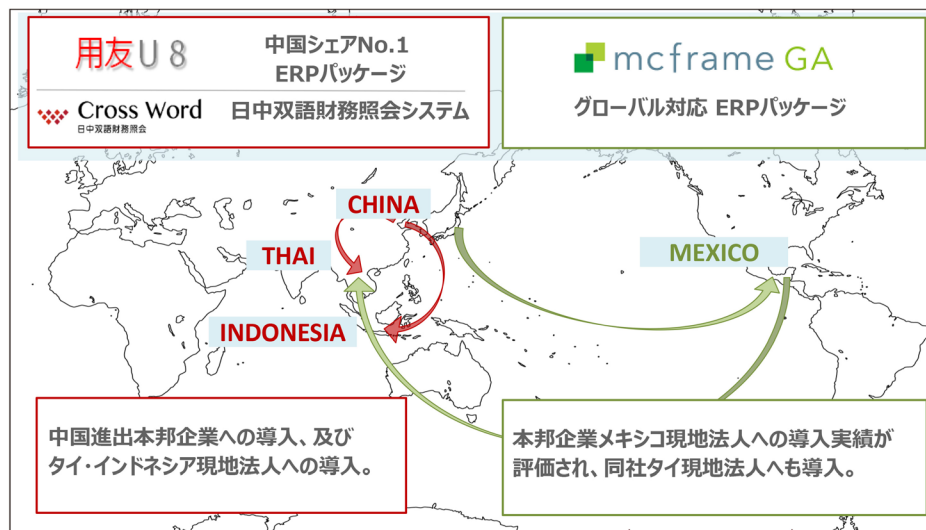 用友U8
中国シェアNo.1
ERPパッケージ
Cross Word
日中双語財務照会
日中双語財務照会システム
mcframe GA
グローバル対応 ERPパッケージ
CHINA
THAI
MEXICO
INDONESIA
中国進出本邦企業への導入、及び
タイ・インドネシア現地法人への導入。
本邦企業メキシコ現地法人への導入実績が
評価され、同社タイ現地法人へも導入。